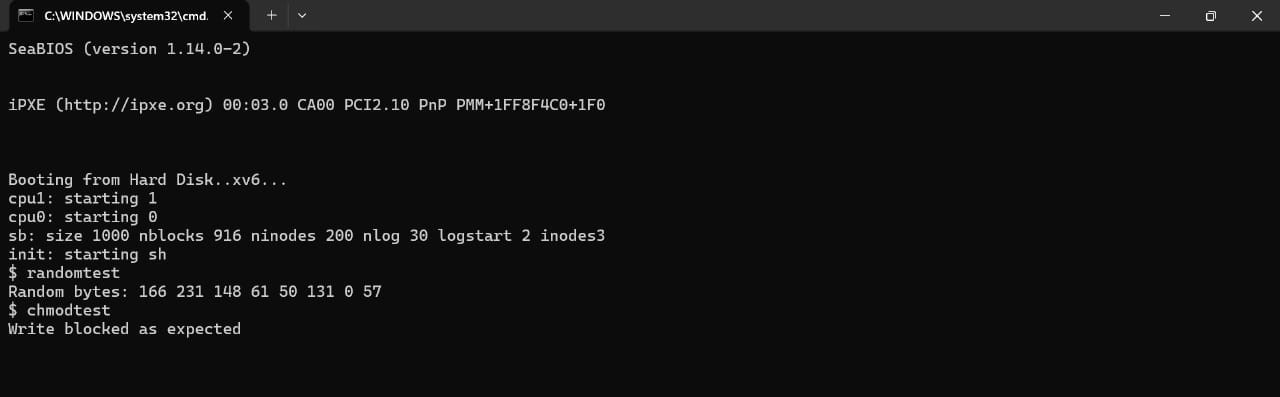 C:\WINDOWS\system32\cmd.
SeaBIOS (version 1.14.0-2)
iPXE (http://ipxe.org) 00:03.0 CA00 PCI2.10 PnP PMM+1FF8F4C0+1F0
Booting from Hard Disk..xv6...
cpu1: starting 1
cpu0: starting 0
sb: size 1000 nblocks 916 ninodes 200 nlog 30 logstart 2 inodes3
init: starting sh
$ randomtest
Random bytes: 166 231 148 61 50 131 0 57
$ chmodtest
Write blocked as expected